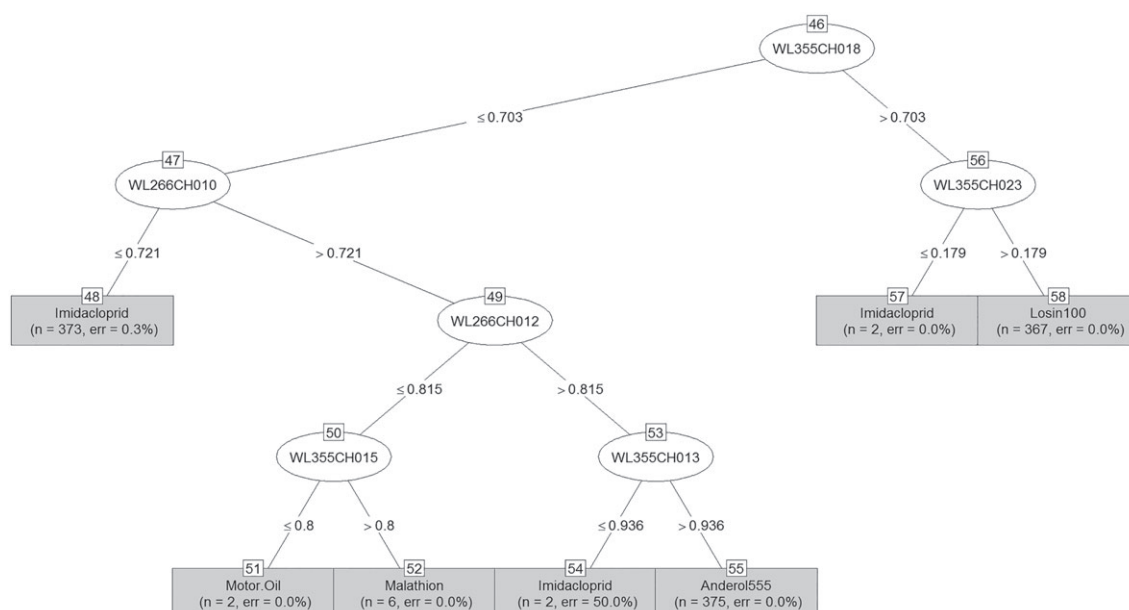 46
WL355CH018
≤ 0.703
> 0.703
47
WL266CH010
56
WL355CH023
≤ 0.721
> 0.721
≤ 0.179
> 0.179
48
Imidacloprid
(n = 373, err = 0.3%)
49
WL266CH012
57
Imidacloprid
(n = 2, err = 0.0%)
58
Losin100
(n = 367, err = 0.0%)
≤ 0.815
> 0.815
50
WL355CH015
53
WL355CH013
≤ 0.8
> 0.8
≤ 0.936
> 0.936
51
Motor.Oil
(n = 2, err = 0.0%)
52
Malathion
(n = 6, err = 0.0%)
54
Imidacloprid
(n = 2, err = 50.0%)
55
Anderol555
(n = 375, err = 0.0%)